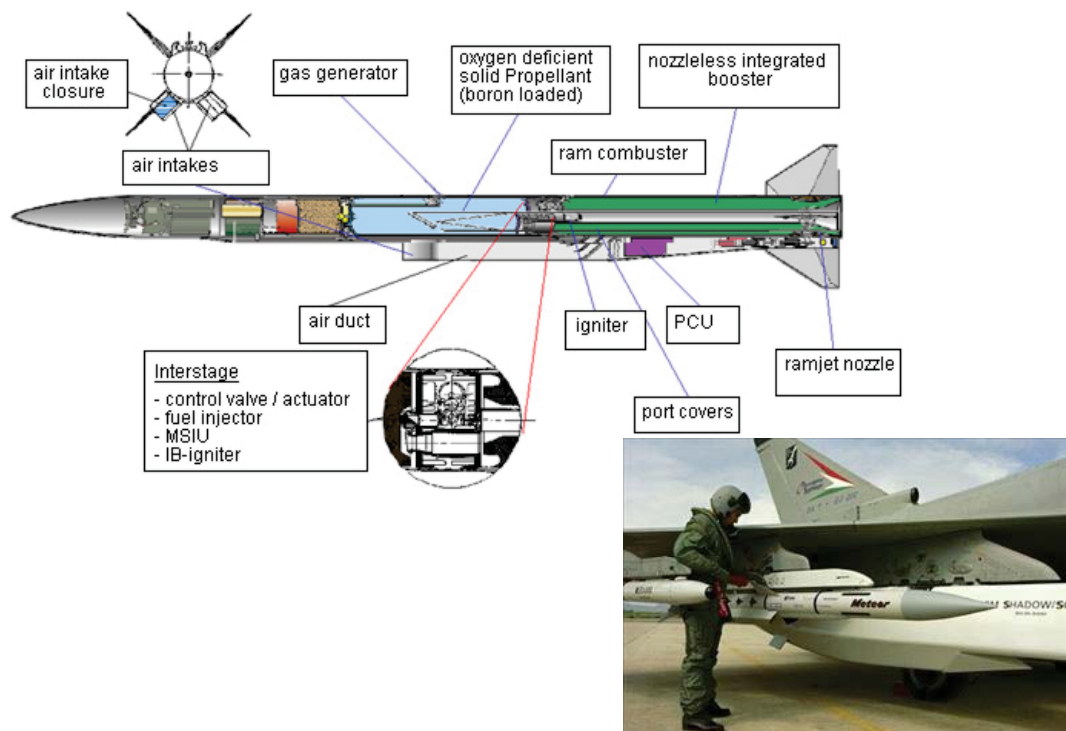 air intake
closure
gas generator
oxygen deficient
solid Propellant
(boron loaded)
nozzleless integrated
booster
air intakes
ram combuster
air duct
igniter
PCU
ramjet nozzle
port covers
Interstage
- control valve / actuator
- fuel injector
- MSIU
- IB-igniter
Meteor
SHADOW/